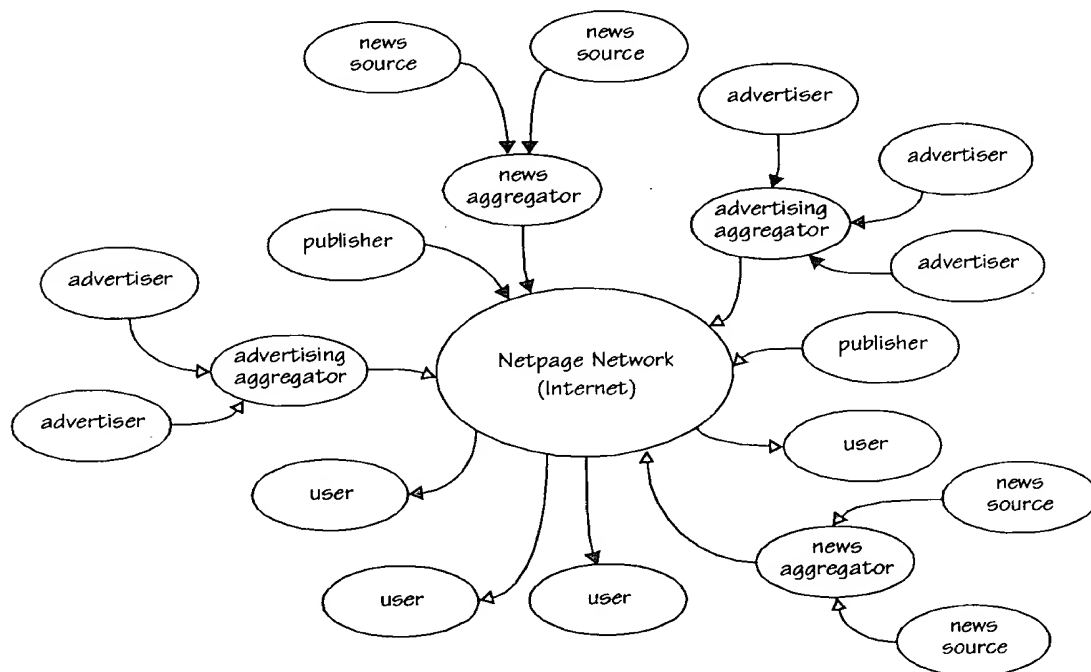 news
source
news
source
advertiser
advertiser
news
aggregator
advertising
aggregator
publisher
advertiser
advertiser
publisher
Netpage Network
(Internet)
advertising
aggregator
advertiser
user
user
news
source
news
aggregator
user
user
news
source